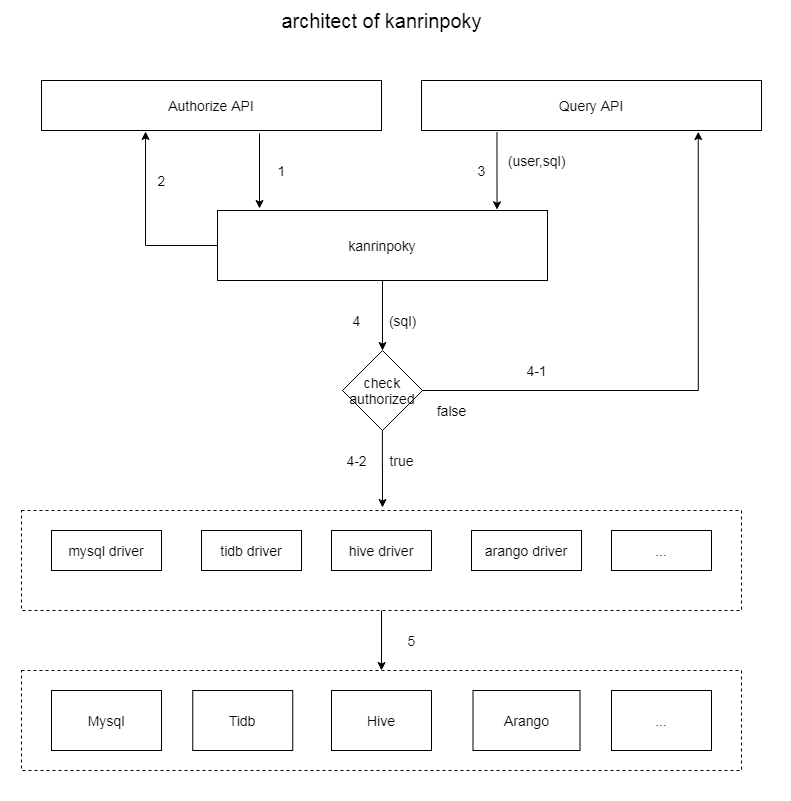 architect of kanrinpoky
Authorize API
Query API
2
1
3
(user,sql)
kanrinpoky
4
(sql)
check
authorized
4-1
false
4-2
true
mysql driver
tidb driver
hive driver
arango driver
...
5
Mysql
Tidb
Hive
Arango
...